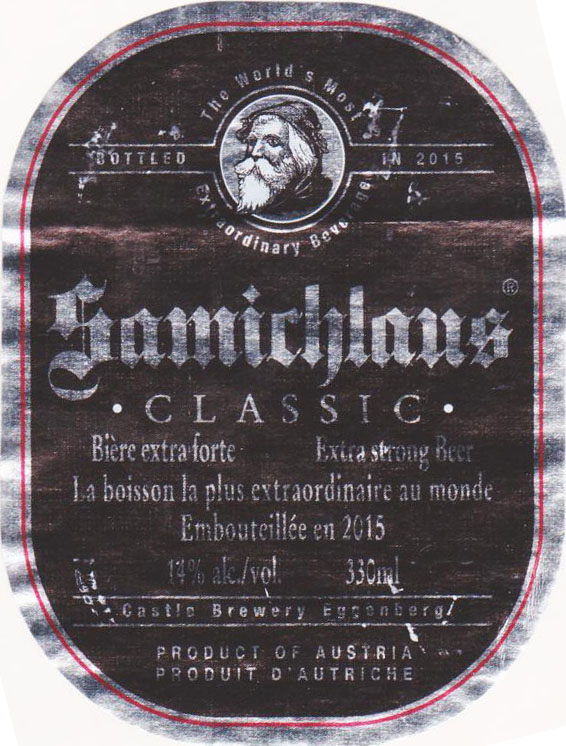 The World's Most
Extraordinary Beverage
BOTTLED IN 2015
Samichlaus ®
· CLASSIC ·
Bière extra forte Extra strong Beer
La boisson la plus extraordinaire au monde
Embouteillée en 2015
14% alc./vol. 330ml
Castle Brewery Eggenberg
PRODUCT OF AUSTRIA
PRODUIT D'AUTRICHE